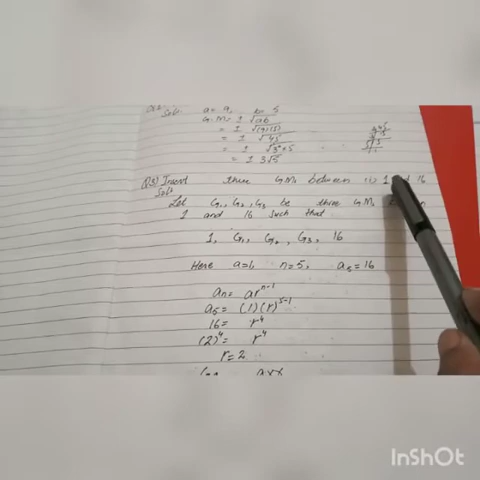 Sol:- a = 9, b = 5
G.M = ± √ab
= ± √(9)(5)
= ± √45
= ± √3²×5
= ± 3√5
Q3) Insert three G.Ms between i) 1 16
Sol:-
Let G₁, G₂, G₃ be three G.Ms
1 and 16 such that
1, G₁, G₂, G₃, 16
Here a=1, n=5, a₅=16
aₙ = arⁿ⁻¹
a₅ = (1)(r)⁵⁻¹
16 = r⁴
(2)⁴ = r⁴
r = 2
InShOt